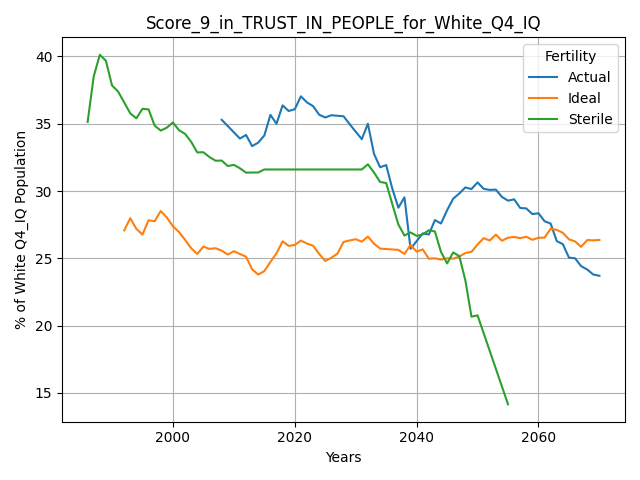 Score_9_in_TRUST_IN_PEOPLE_for_White_Q4_IQ
Fertility
Actual
Ideal
Sterile
% of White Q4_IQ Population
40
35
30
25
20
15
2000
2020
2040
2060
Years